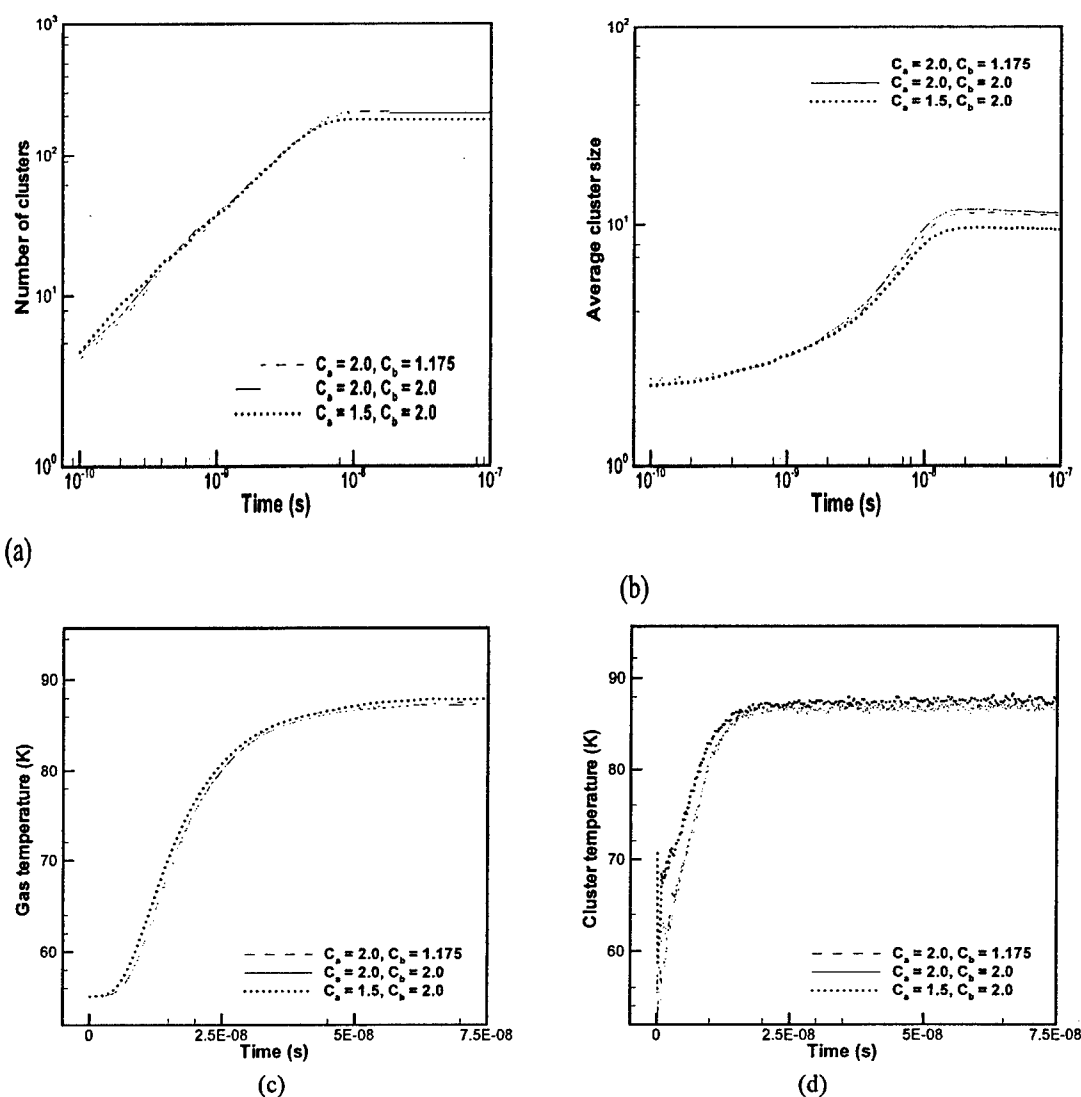 10³
10²
10¹
10⁰
Number of clusters
C_a = 2.0, C_b = 1.175
C_a = 2.0, C_b = 2.0
C_a = 1.5, C_b = 2.0
10⁻¹⁰
10⁻⁹
10⁻⁸
10⁻⁷
Time (s)
(a)
10²
10¹
10⁰
Average cluster size
C_a = 2.0, C_b = 1.175
C_a = 2.0, C_b = 2.0
C_a = 1.5, C_b = 2.0
10⁻¹⁰
10⁻⁹
10⁻⁸
10⁻⁷
Time (s)
(b)
90
80
70
60
Gas temperature (K)
C_a = 2.0, C_b = 1.175
C_a = 2.0, C_b = 2.0
C_a = 1.5, C_b = 2.0
0
2.5E-08
5E-08
7.5E-08
Time (s)
(c)
90
80
70
60
Cluster temperature (K)
C_a = 2.0, C_b = 1.175
C_a = 2.0, C_b = 2.0
C_a = 1.5, C_b = 2.0
0
2.5E-08
5E-08
7.5E-08
Time (s)
(d)